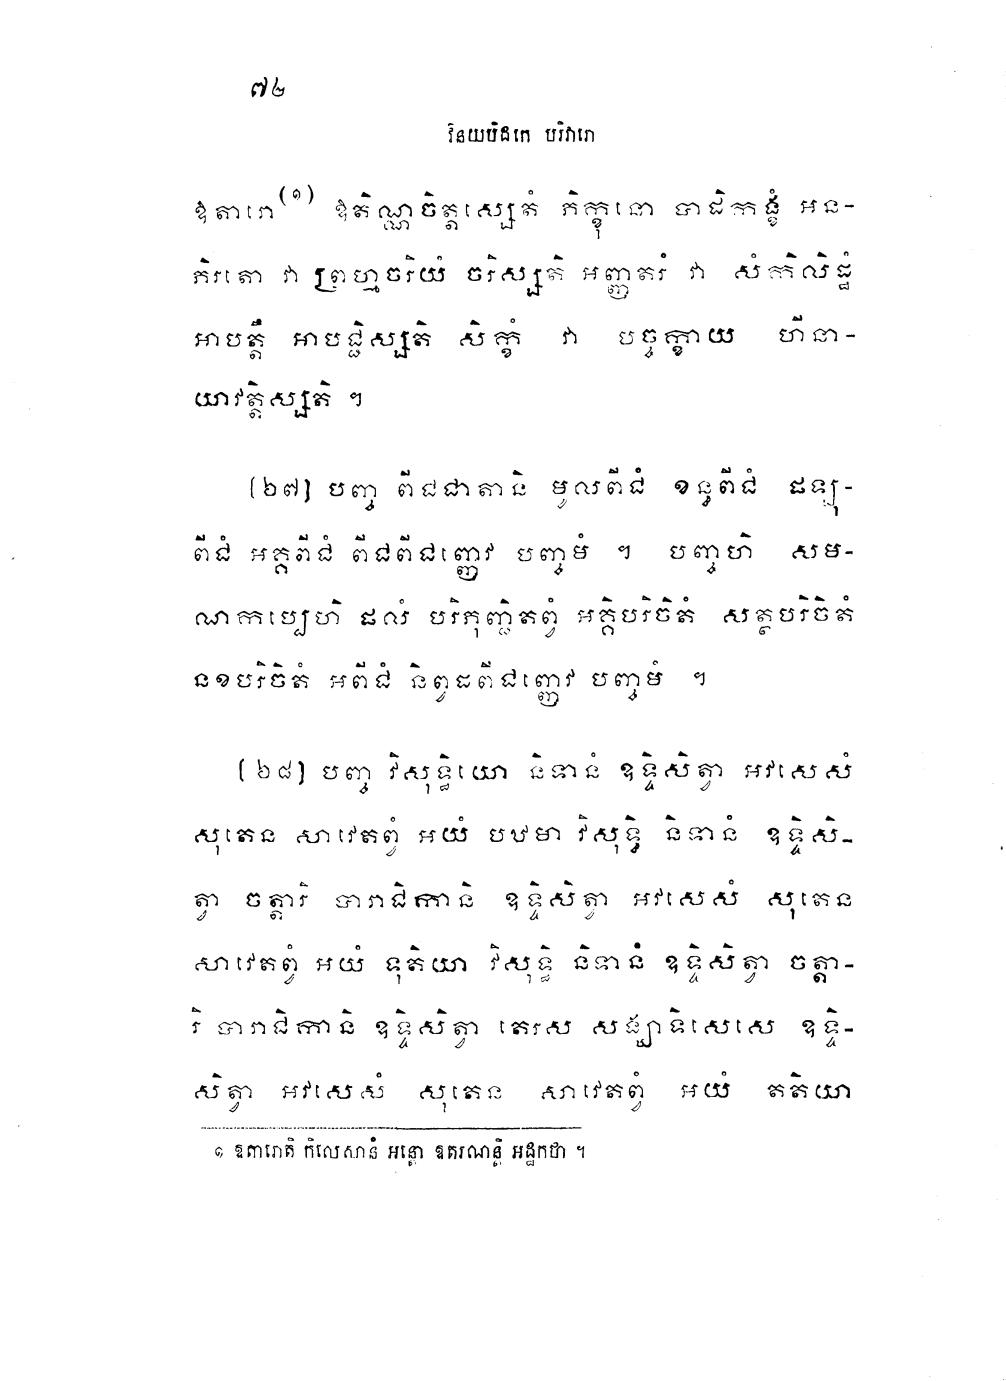 ៧២
វិនយបិដកេ បរិវារោ
ឱតារោ(១) ឱតិណ្ណចិត្តស្សេតំ ភិក្ខុនោ បាដិកង្ខំ អន-
ភិរតោ វា ព្រហ្មចរិយំ ចរិស្សតិ អញ្ញតរំ វា សំកិលិដ្ឋំ
អាបត្តឹ អាបជ្ជិស្សតិ សិក្ខំ វា បច្ចក្ខាយ ហីនា-
យាវត្តិស្សតិ ។
[២៧] បញ្ច ពីជជាតានិ មូលពីជំ ខន្ធពីជំ ផឡុ-
ពីជំ អគ្គពីជំ ពីជពីជញ្ញេវ បញ្ចមំ ។ បញ្ចហិ សម-
ណកប្បេហិ ផលំ បរិភុញ្ជិតព្វំ អគ្គិបរិចិតំ សត្ថបរិចិតំ
នខបរិចិតំ អពីជំ និព្វដពីជញ្ញេវ បញ្ចមំ ។
[២៨] បញ្ច វិសុទ្ធិយោ និទានំ ឧទ្ទិសិត្វា អវសេសំ
សុតេន សាវេតព្វំ អយំ បឋមា វិសុទ្ធិ និទានំ ឧទ្ទិសិ-
ត្វា ចត្តារិ បារាជិកានិ ឧទ្ទិសិត្វា អវសេសំ សុតេន
សាវេតព្វំ អយំ ទុតិយា វិសុទ្ធិ និទានំ ឧទ្ទិសិត្វា ចត្តា-
រិ បារាជិកានិ ឧទ្ទិសិត្វា តេរស សង្ឃាទិសេសេ ឧទ្ទិ-
សិត្វា អវសេសំ សុតេន សាវេតព្វំ អយំ តតិយា
១ ឱតារោតិ កិលេសានំ អន្តោ ឱតរណន្តិ អដ្ឋកថា ។